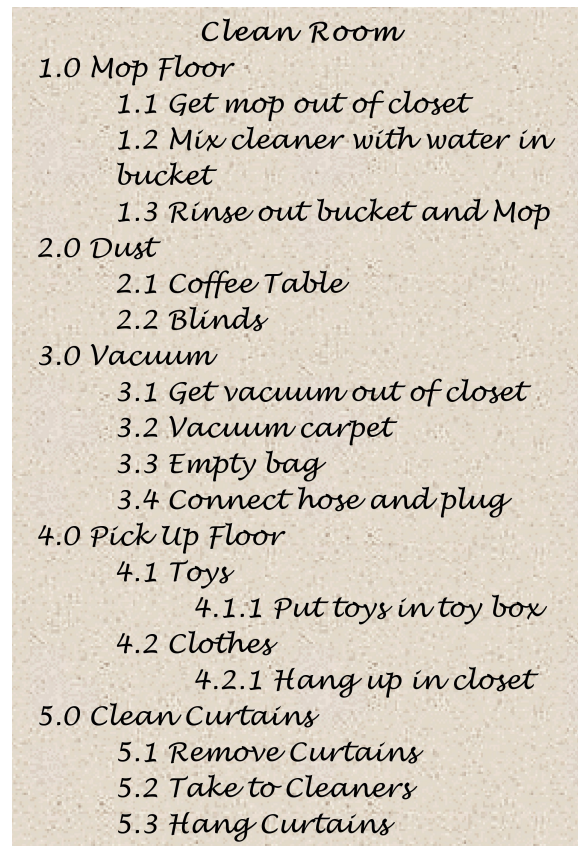 Clean Room
1.0 Mop Floor
1.1 Get mop out of closet
1.2 Mix cleaner with water in
bucket
1.3 Rinse out bucket and Mop
2.0 Dust
2.1 Coffee Table
2.2 Blinds
3.0 Vacuum
3.1 Get vacuum out of closet
3.2 Vacuum carpet
3.3 Empty bag
3.4 Connect hose and plug
4.0 Pick Up Floor
4.1 Toys
4.1.1 Put toys in toy box
4.2 Clothes
4.2.1 Hang up in closet
5.0 Clean Curtains
5.1 Remove Curtains
5.2 Take to Cleaners
5.3 Hang Curtains